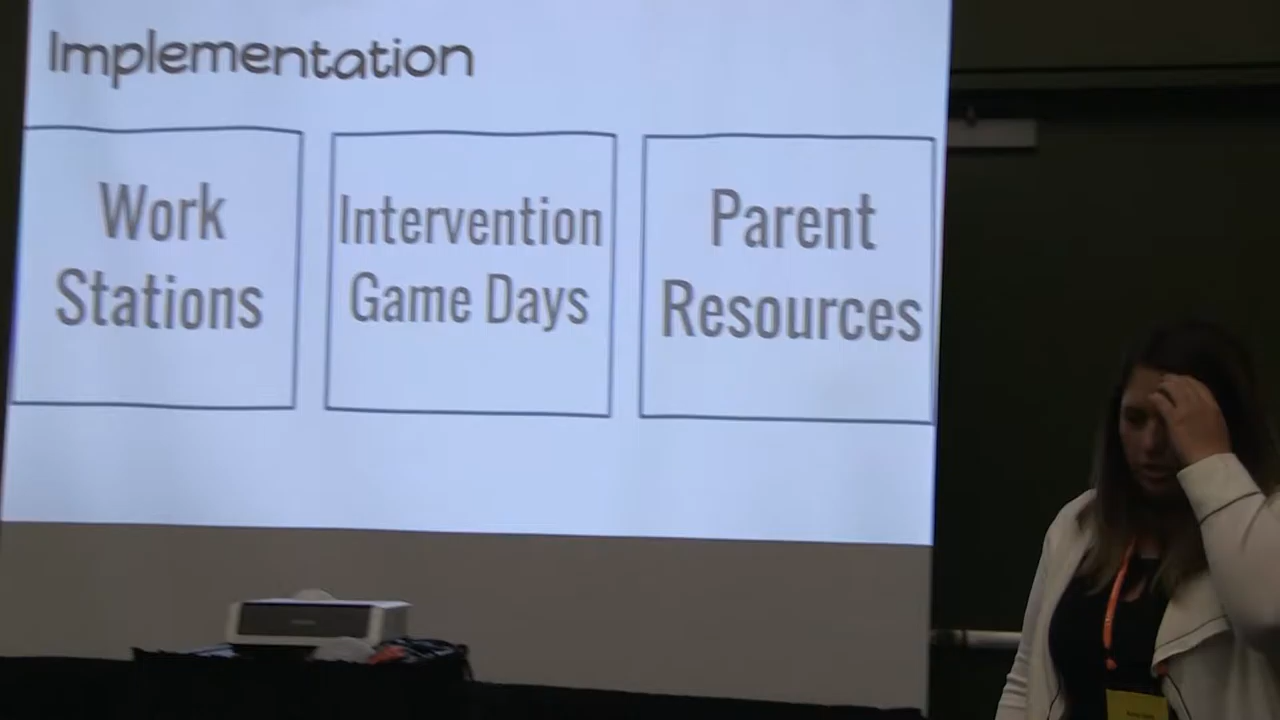 Implementation
Work
Stations
Intervention
Game Days
Parent
Resources